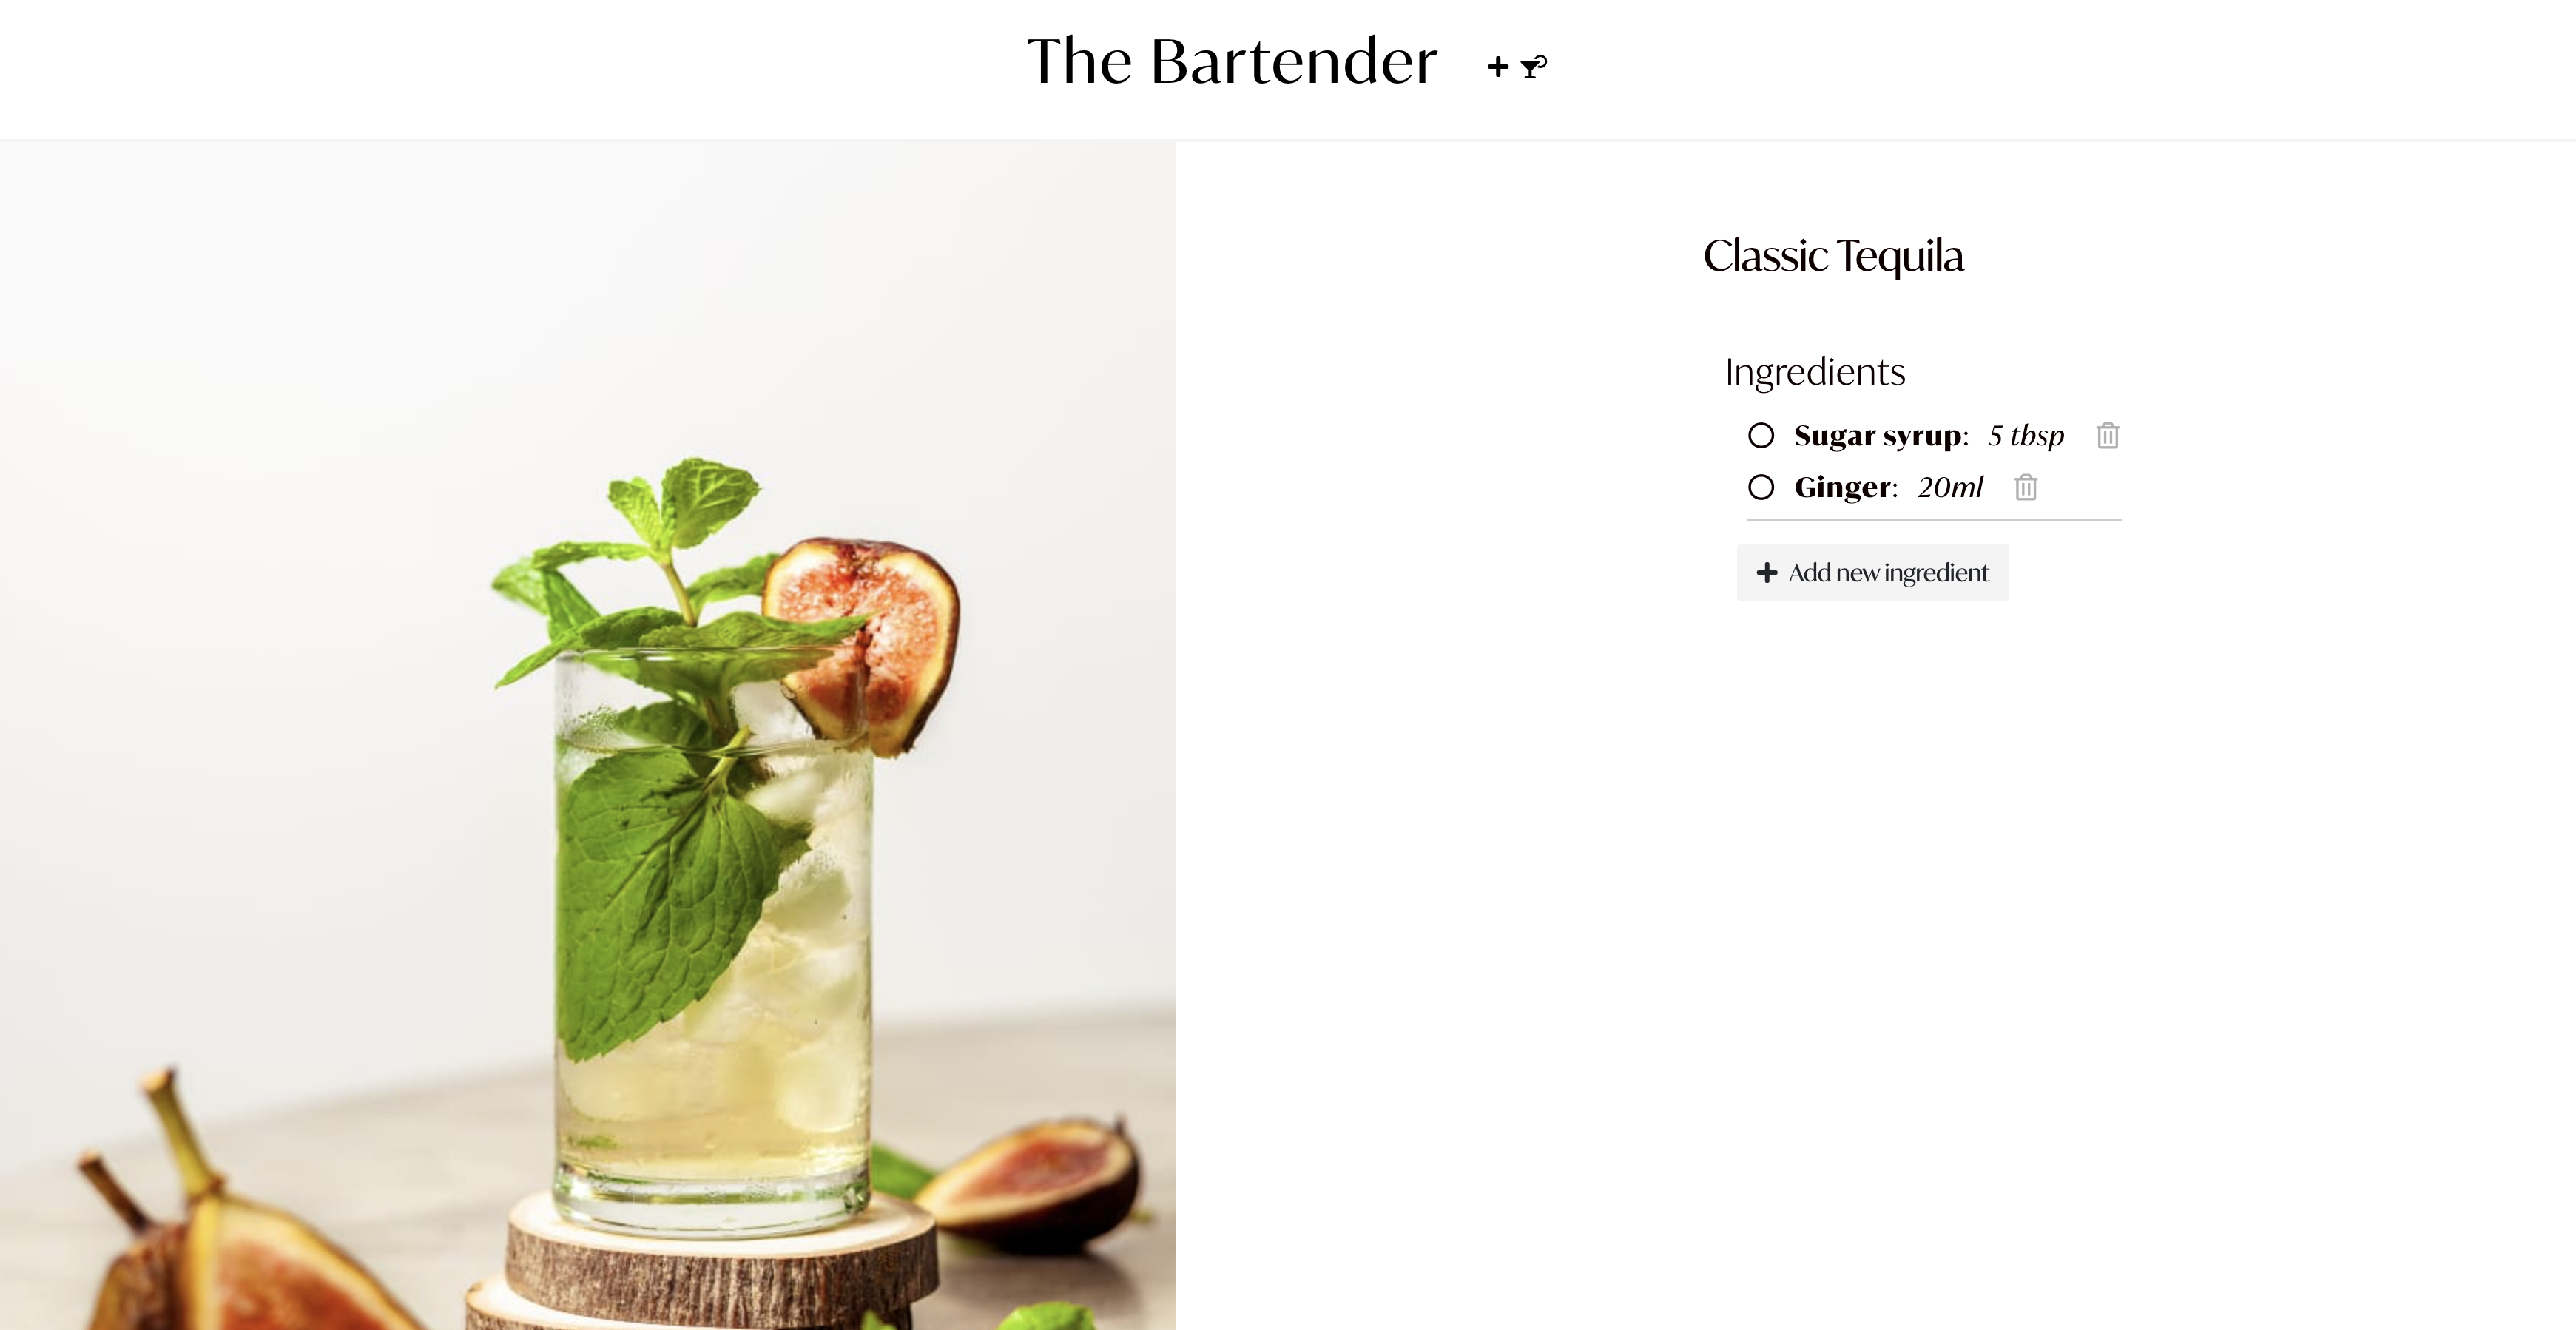 The Bartender
Classic Tequila
Ingredients
Sugar syrup: 5 tbsp
Ginger: 20ml
Add new ingredient